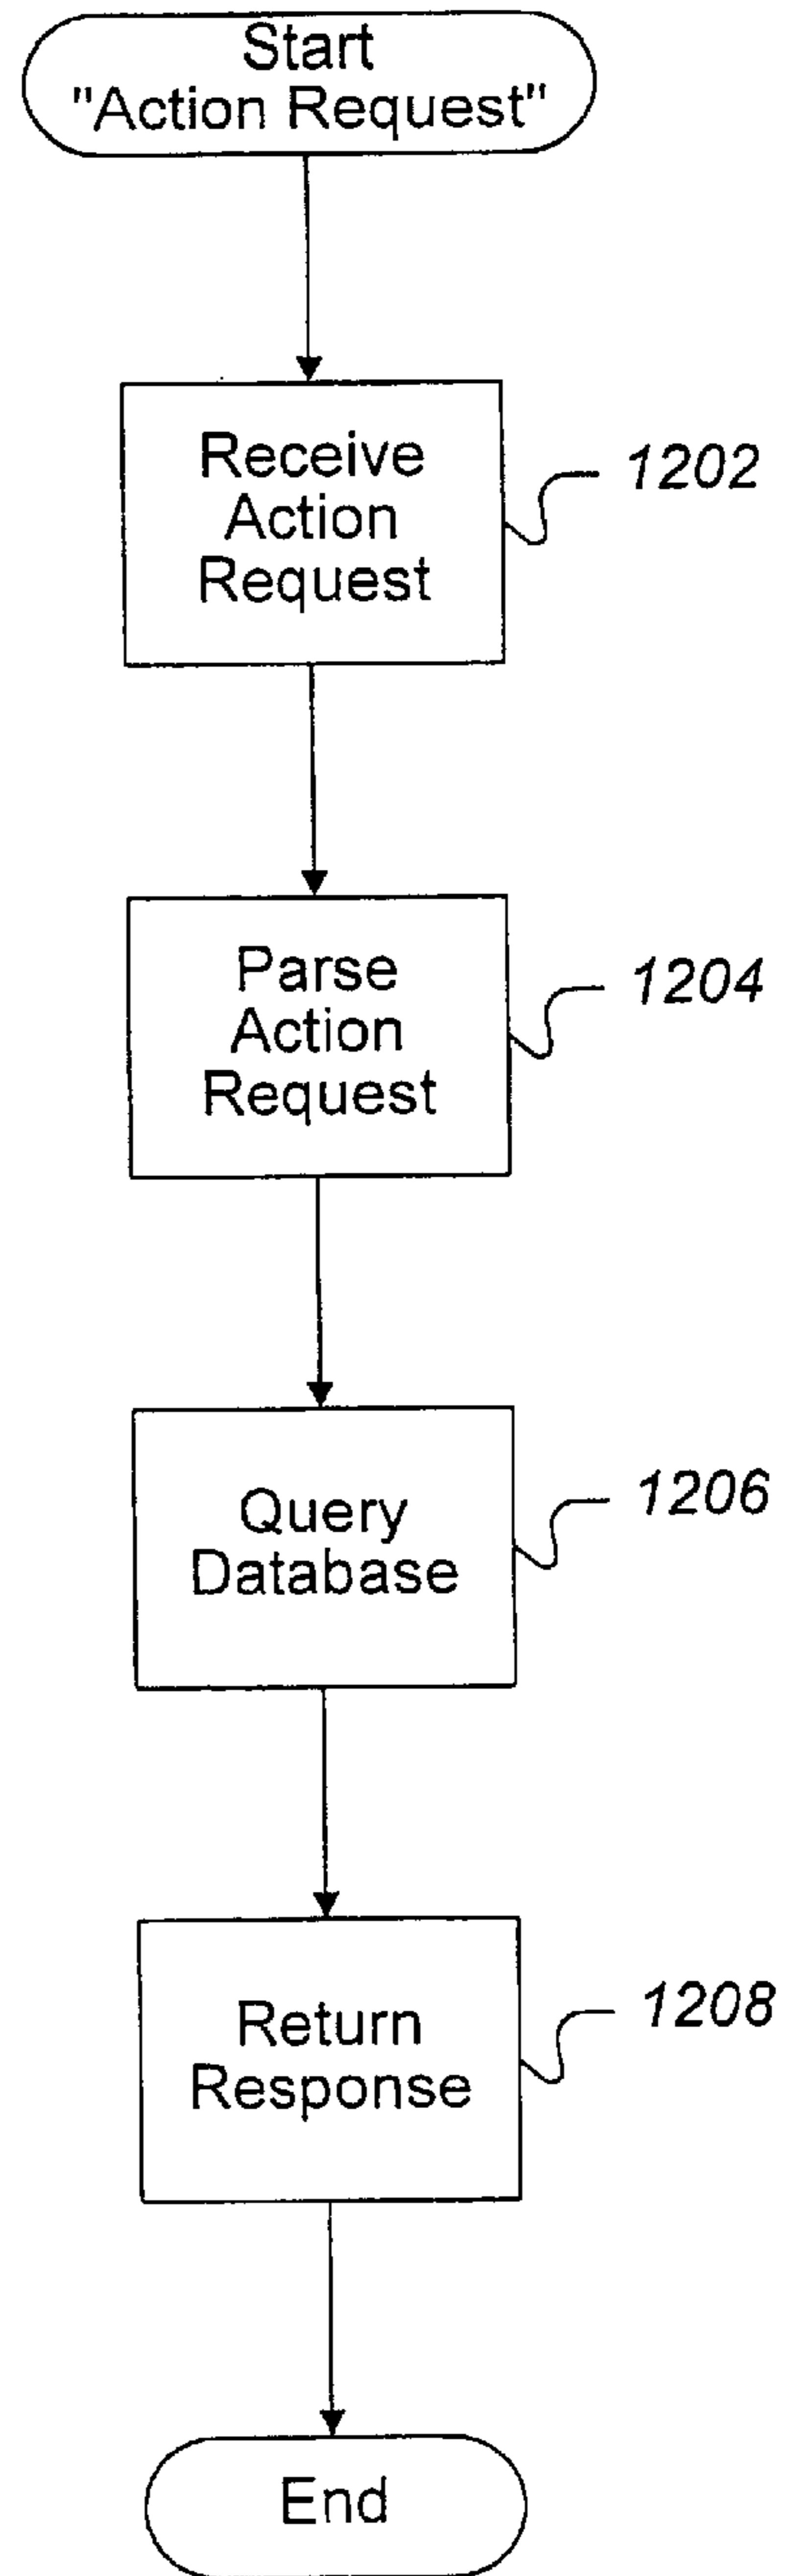 Start
"Action Request"
Receive
Action
Request
1202
Parse
Action
Request
1204
Query
Database
1206
Return
Response
1208
End